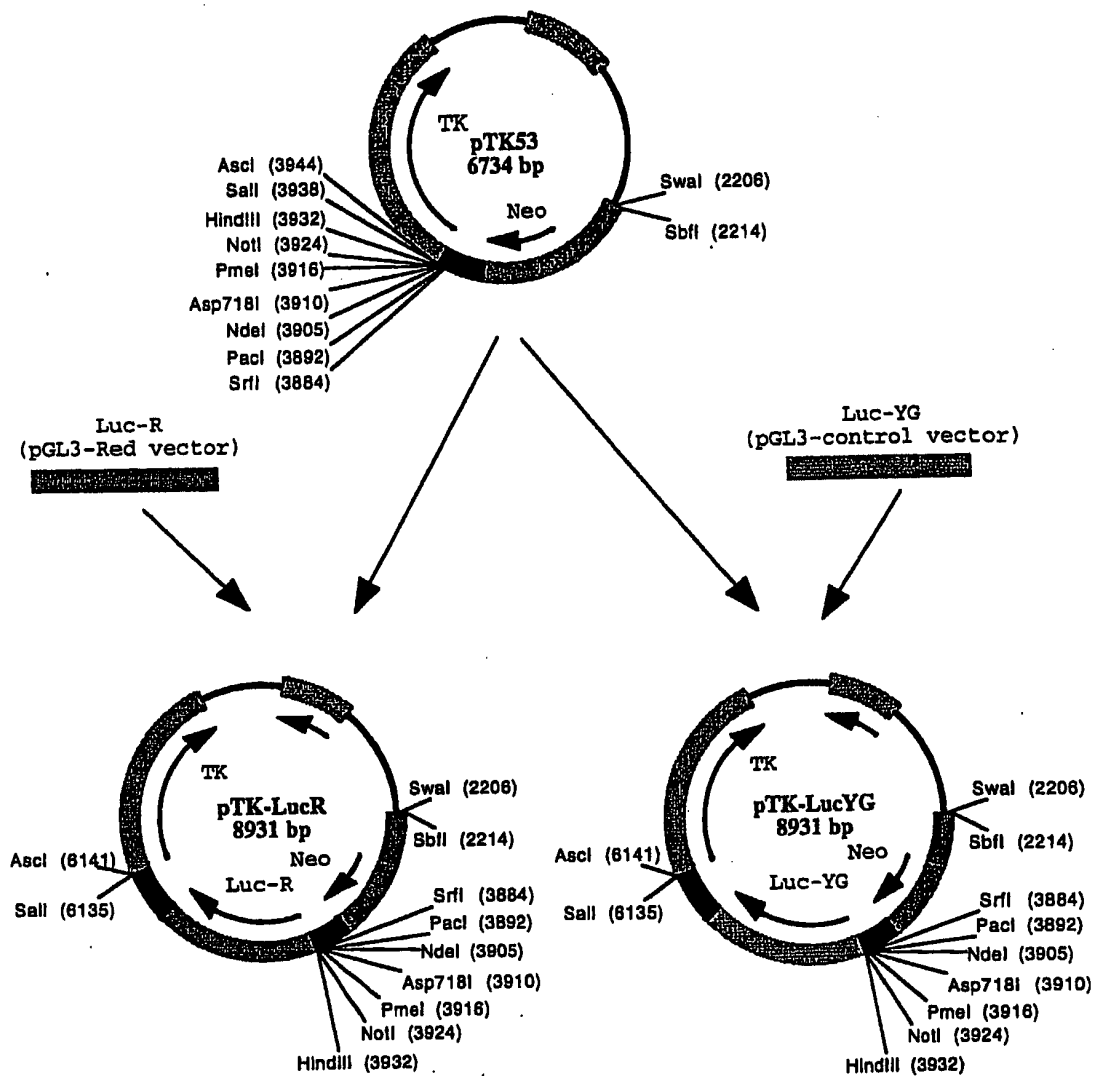 TK
pTK53
6734 bp
Neo
SwaI (2206)
SbfI (2214)
AscI (3944)
SalI (3938)
HindIII (3932)
NotI (3924)
PmeI (3916)
Asp718I (3910)
NdeI (3905)
PacI (3892)
SrfI (3884)
Luc-R
(pGL3-Red vector)
Luc-YG
(pGL3-control vector)
TK
pTK-LucR
8931 bp
Neo
Luc-R
SwaI (2206)
SbfI (2214)
AscI (6141)
SalI (6135)
SrfI (3884)
PacI (3892)
NdeI (3905)
Asp718I (3910)
PmeI (3916)
NotI (3924)
HindIII (3932)
TK
pTK-LucYG
8931 bp
Neo
Luc-YG
SwaI (2206)
SbfI (2214)
AscI (6141)
SalI (6135)
SrfI (3884)
PacI (3892)
NdeI (3905)
Asp718I (3910)
PmeI (3916)
NotI (3924)
HindIII (3932)